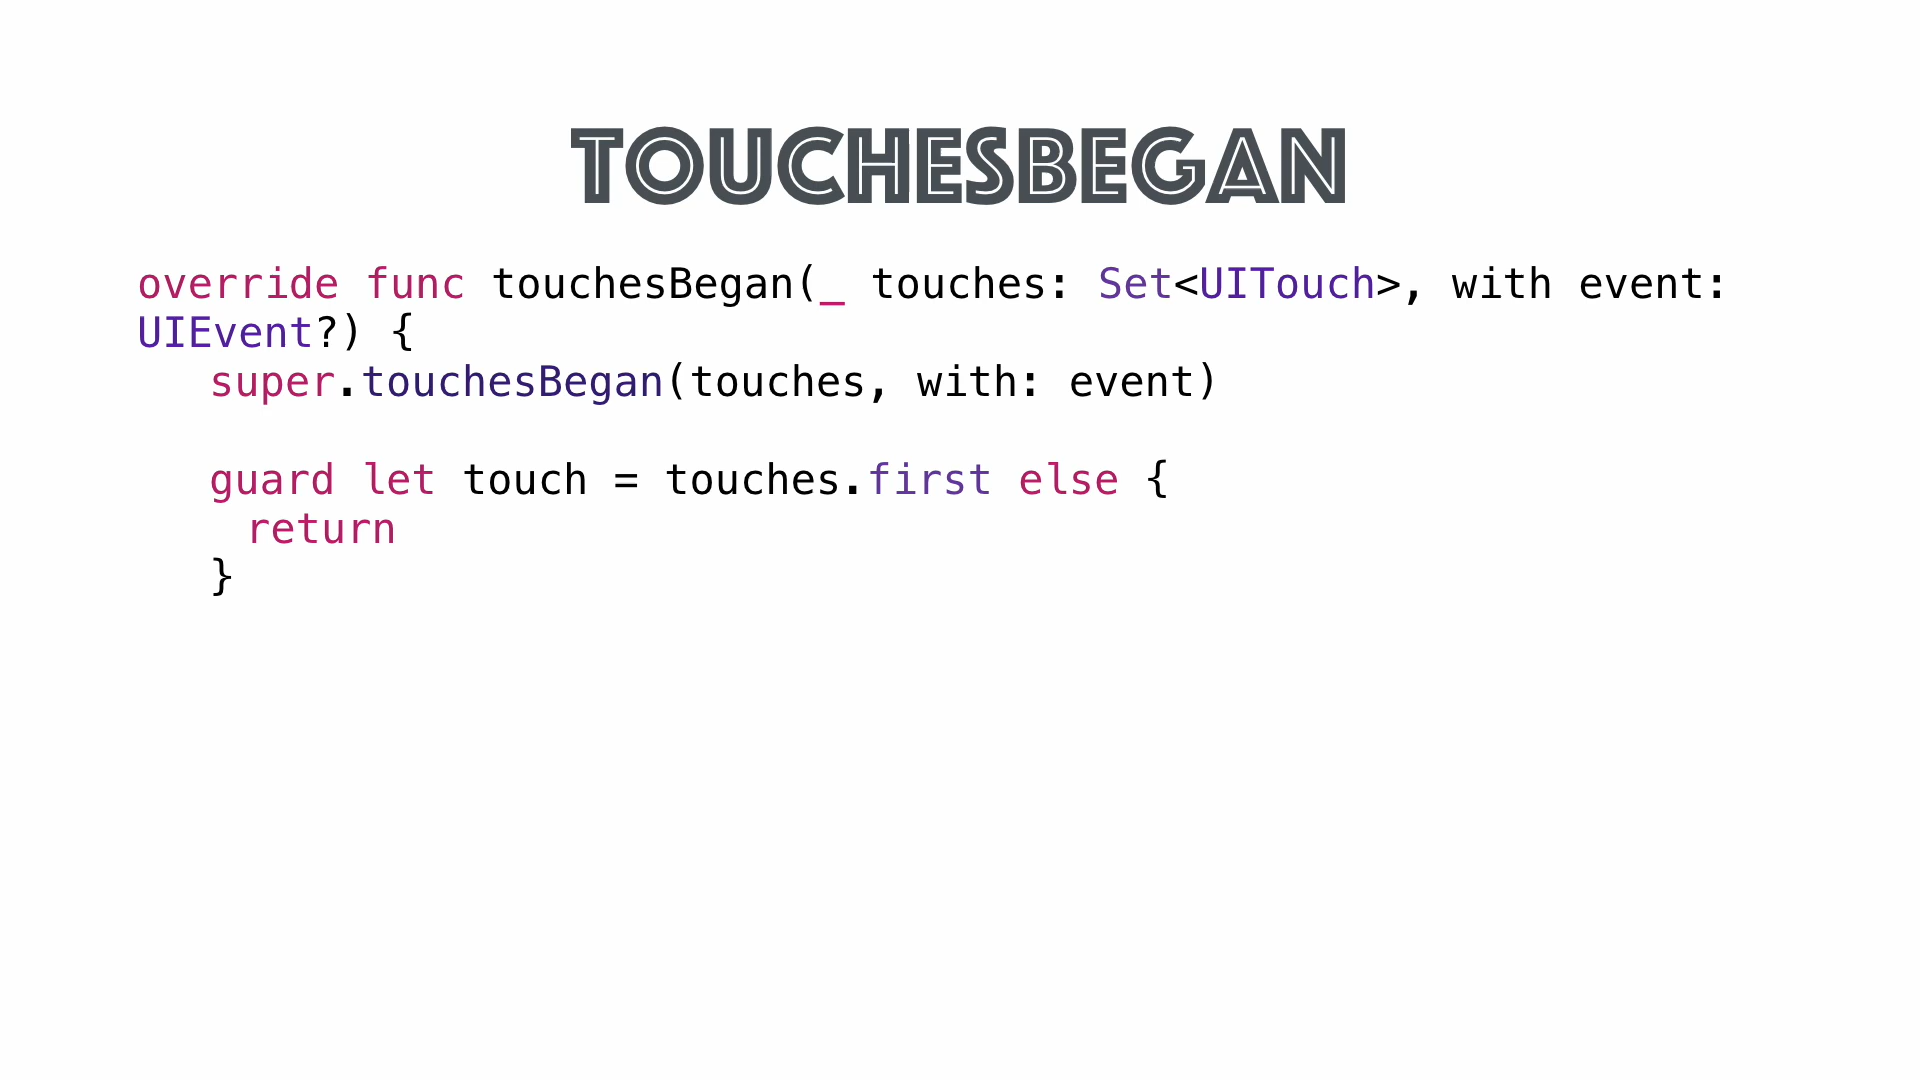 TOUCHESBEGAN
override func touchesBegan(_ touches: Set<UITouch>, with event:
UIEvent?) {
super.touchesBegan(touches, with: event)
guard let touch = touches.first else {
return
}